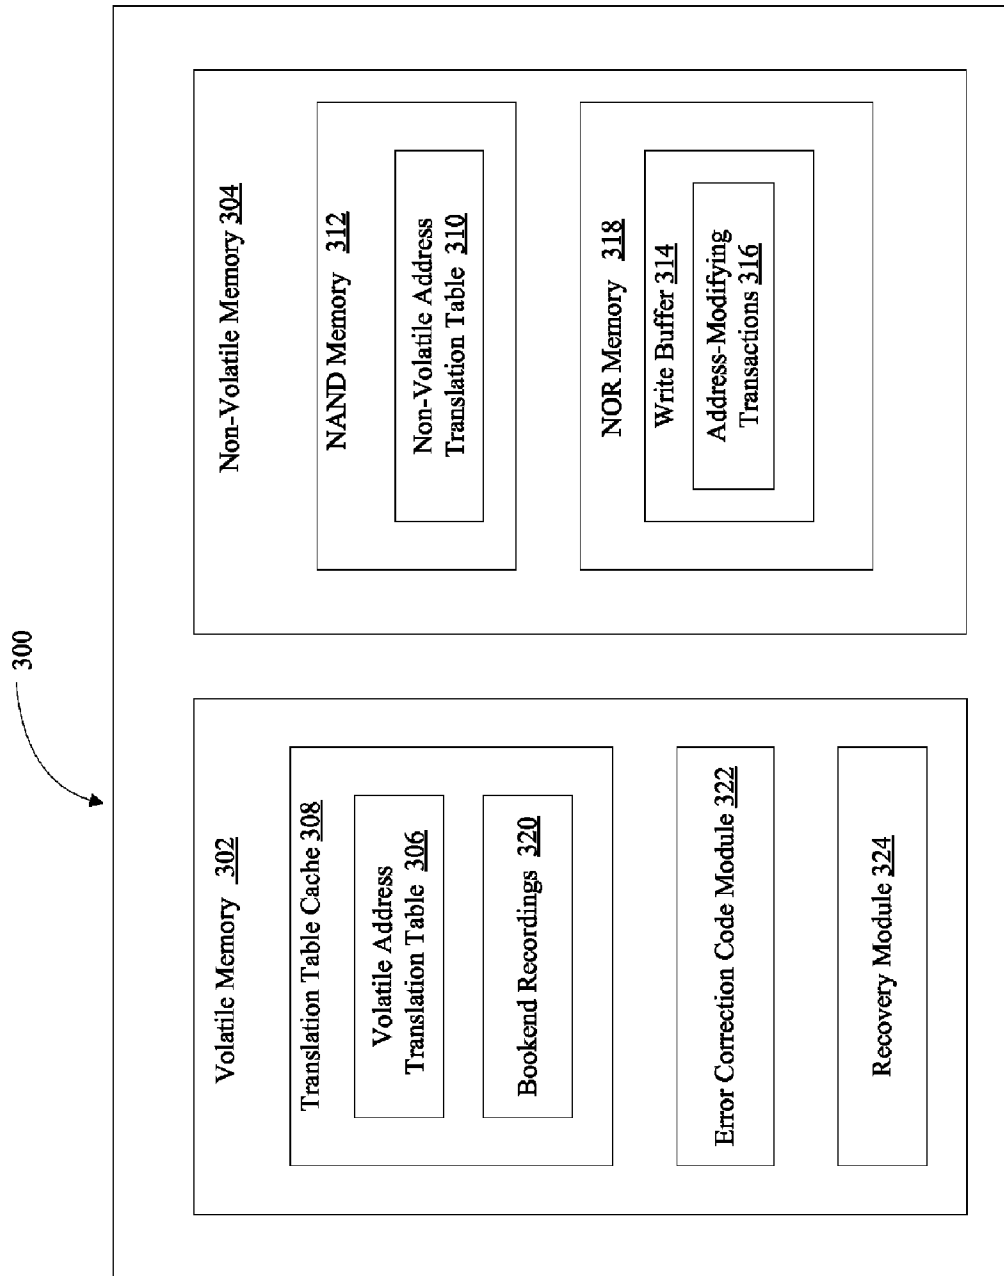 300
Volatile Memory 302
Translation Table Cache 308
Volatile Address
Translation Table 306
Bookend Recordings 320
Error Correction Code Module 322
Recovery Module 324
Non-Volatile Memory 304
NAND Memory 312
Non-Volatile Address
Translation Table 310
NOR Memory 318
Write Buffer 314
Address-Modifying
Transactions 316